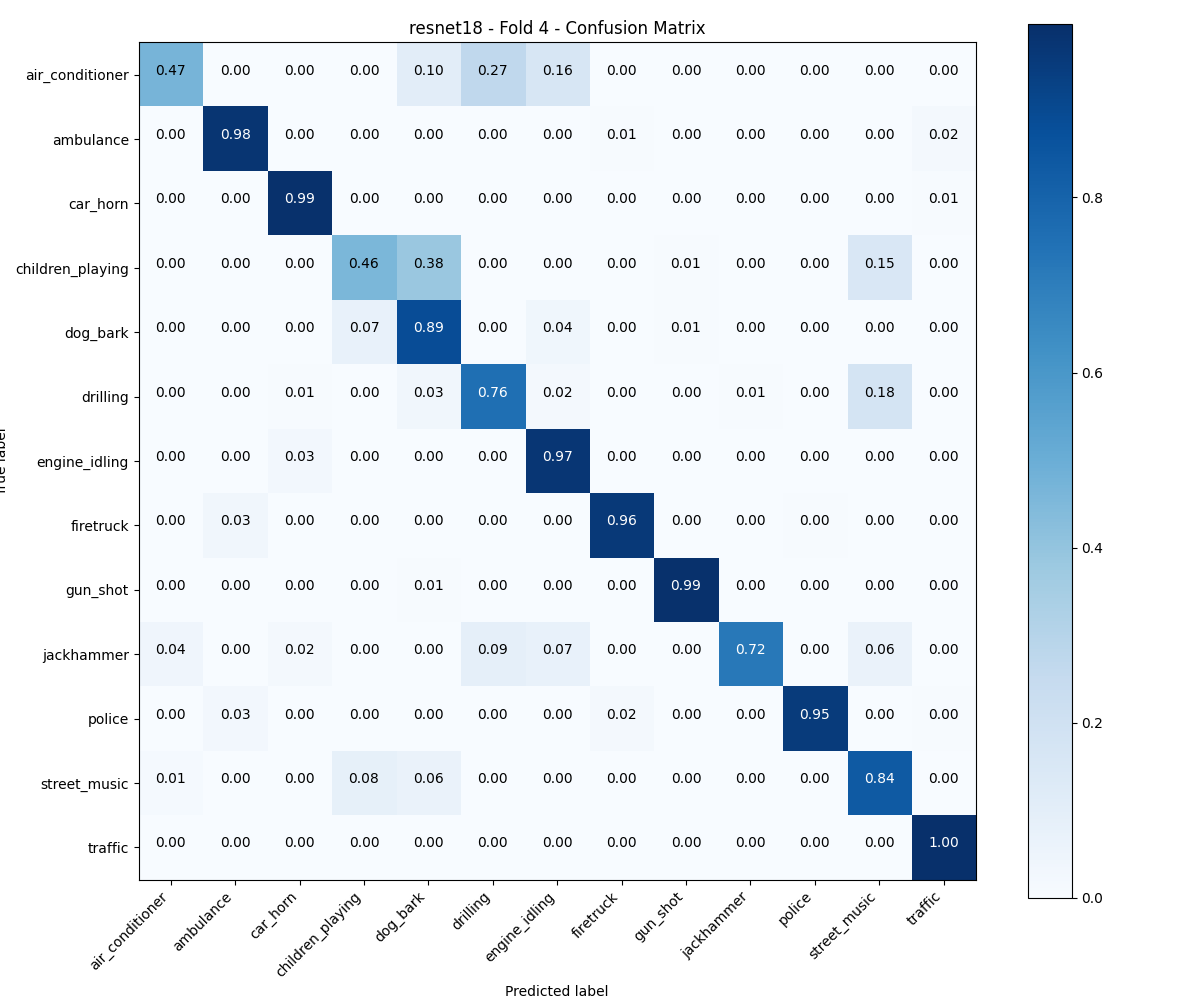 resnet18 - Fold 4 - Confusion Matrix
air_conditioner 0.47 0.00 0.00 0.00 0.10 0.27 0.16 0.00 0.00 0.00 0.00 0.00 0.00
ambulance 0.00 0.98 0.00 0.00 0.00 0.00 0.00 0.01 0.00 0.00 0.00 0.00 0.02
car_horn 0.00 0.00 0.99 0.00 0.00 0.00 0.00 0.00 0.00 0.00 0.00 0.00 0.01
children_playing 0.00 0.00 0.00 0.46 0.38 0.00 0.00 0.00 0.01 0.00 0.00 0.15 0.00
dog_bark 0.00 0.00 0.00 0.07 0.89 0.00 0.04 0.00 0.01 0.00 0.00 0.00 0.00
drilling 0.00 0.00 0.01 0.00 0.03 0.76 0.02 0.00 0.00 0.01 0.00 0.18 0.00
engine_idling 0.00 0.00 0.03 0.00 0.00 0.00 0.97 0.00 0.00 0.00 0.00 0.00 0.00
firetruck 0.00 0.03 0.00 0.00 0.00 0.00 0.00 0.96 0.00 0.00 0.00 0.00 0.00
gun_shot 0.00 0.00 0.00 0.00 0.01 0.00 0.00 0.00 0.99 0.00 0.00 0.00 0.00
jackhammer 0.04 0.00 0.02 0.00 0.00 0.09 0.07 0.00 0.00 0.72 0.00 0.06 0.00
police 0.00 0.03 0.00 0.00 0.00 0.00 0.00 0.02 0.00 0.00 0.95 0.00 0.00
street_music 0.01 0.00 0.00 0.08 0.06 0.00 0.00 0.00 0.00 0.00 0.00 0.84 0.00
traffic 0.00 0.00 0.00 0.00 0.00 0.00 0.00 0.00 0.00 0.00 0.00 0.00 1.00
air_conditioner ambulance car_horn children_playing dog_bark drilling engine_idling firetruck gun_shot jackhammer police street_music traffic
Predicted label
0.8
0.6
0.4
0.2
0.0